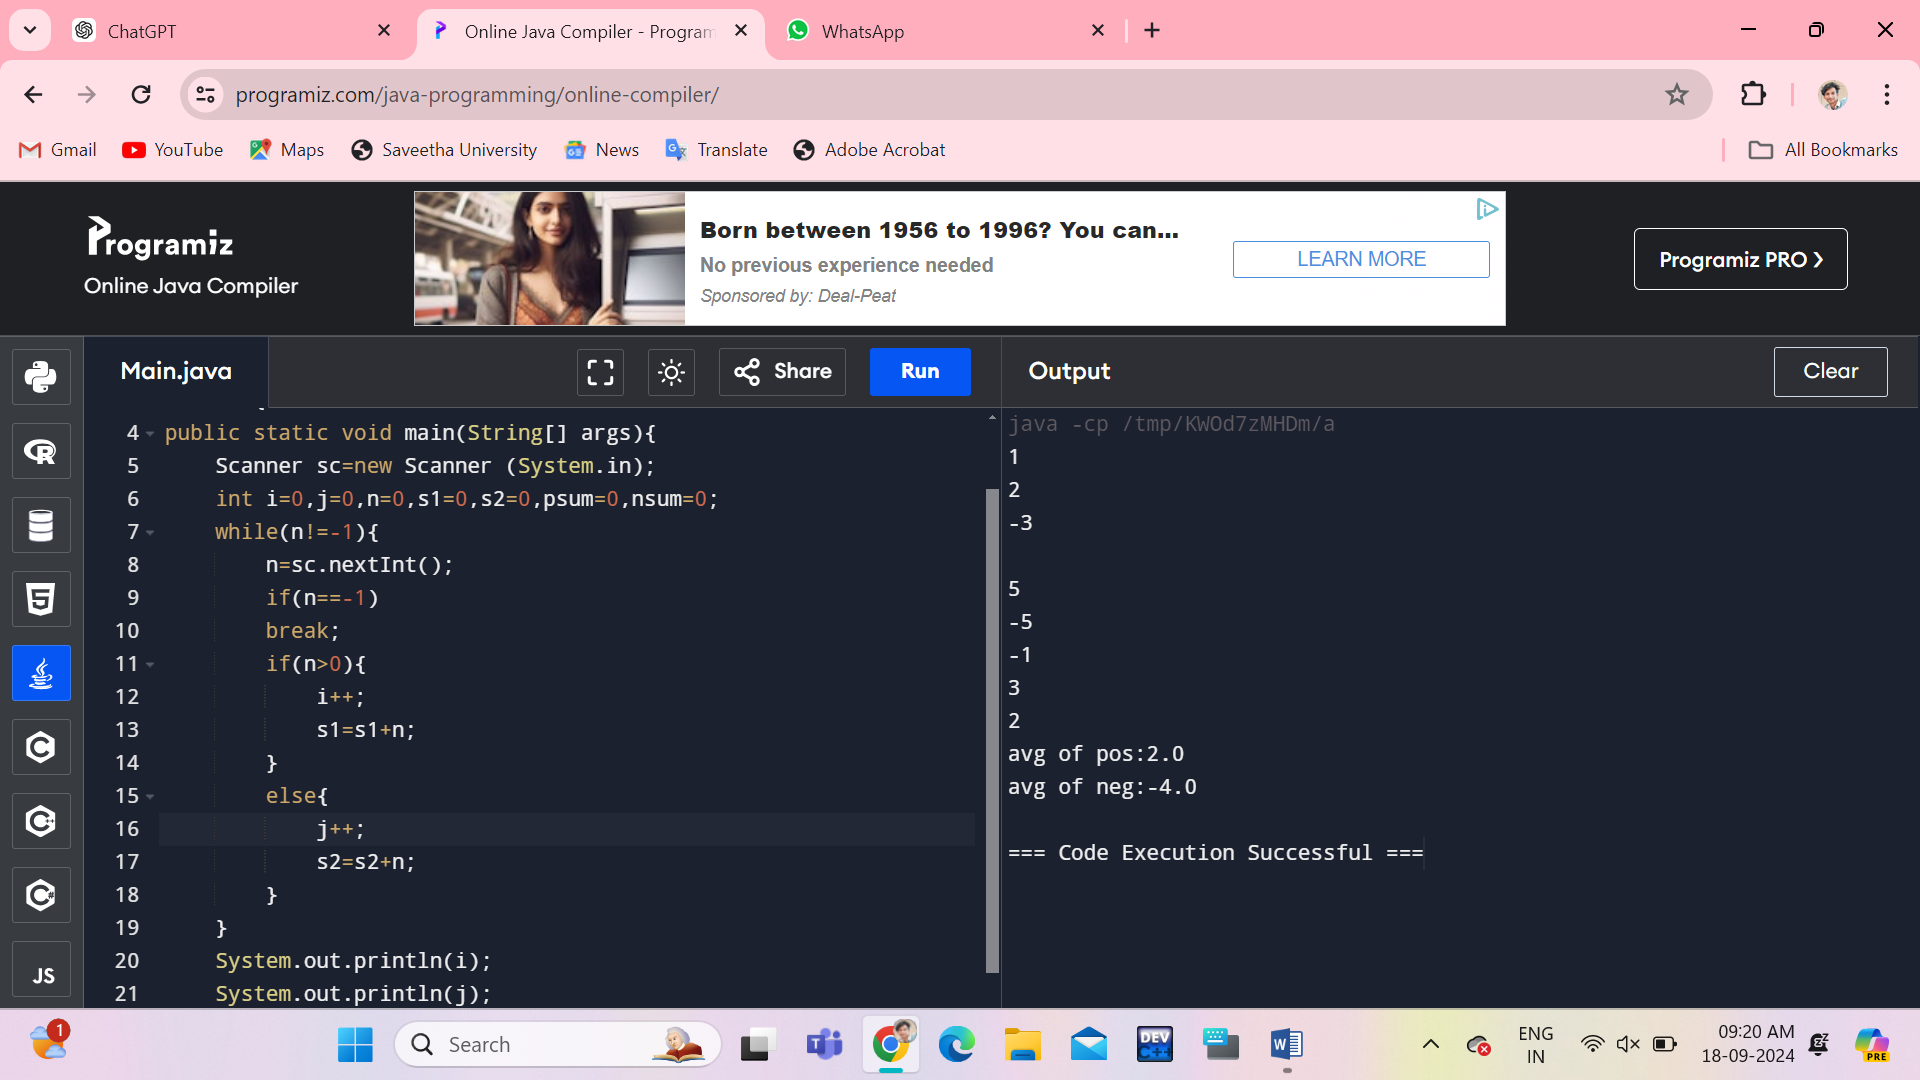 ChatGPT
Online Java Compiler - Program
WhatsApp
programiz.com/java-programming/online-compiler/
Gmail
YouTube
Maps
Saveetha University
News
Translate
Adobe Acrobat
All Bookmarks
Programiz
Online Java Compiler
Born between 1956 to 1996? You can...
No previous experience needed
Sponsored by: Deal-Peat
LEARN MORE
Programiz PRO ❯
Main.java
Share
Run
Output
Clear
4 public static void main(String[] args){
5 Scanner sc=new Scanner (System.in);
6 int i=0,j=0,n=0,s1=0,s2=0,psum=0,nsum=0;
7 while(n!=-1){
8 n=sc.nextInt();
9 if(n==-1)
10 break;
11 if(n>0){
12 i++;
13 s1=s1+n;
14 }
15 else{
16 j++;
17 s2=s2+n;
18 }
19 }
20 System.out.println(i);
21 System.out.println(j);
JS
java -cp /tmp/KWOd7zMHDm/a
1
2
-3
5
-5
-1
3
2
avg of pos:2.0
avg of neg:-4.0
=== Code Execution Successful ===
1
Search
DEV
C++
PRE
ENG
IN
09:20 AM
18-09-2024